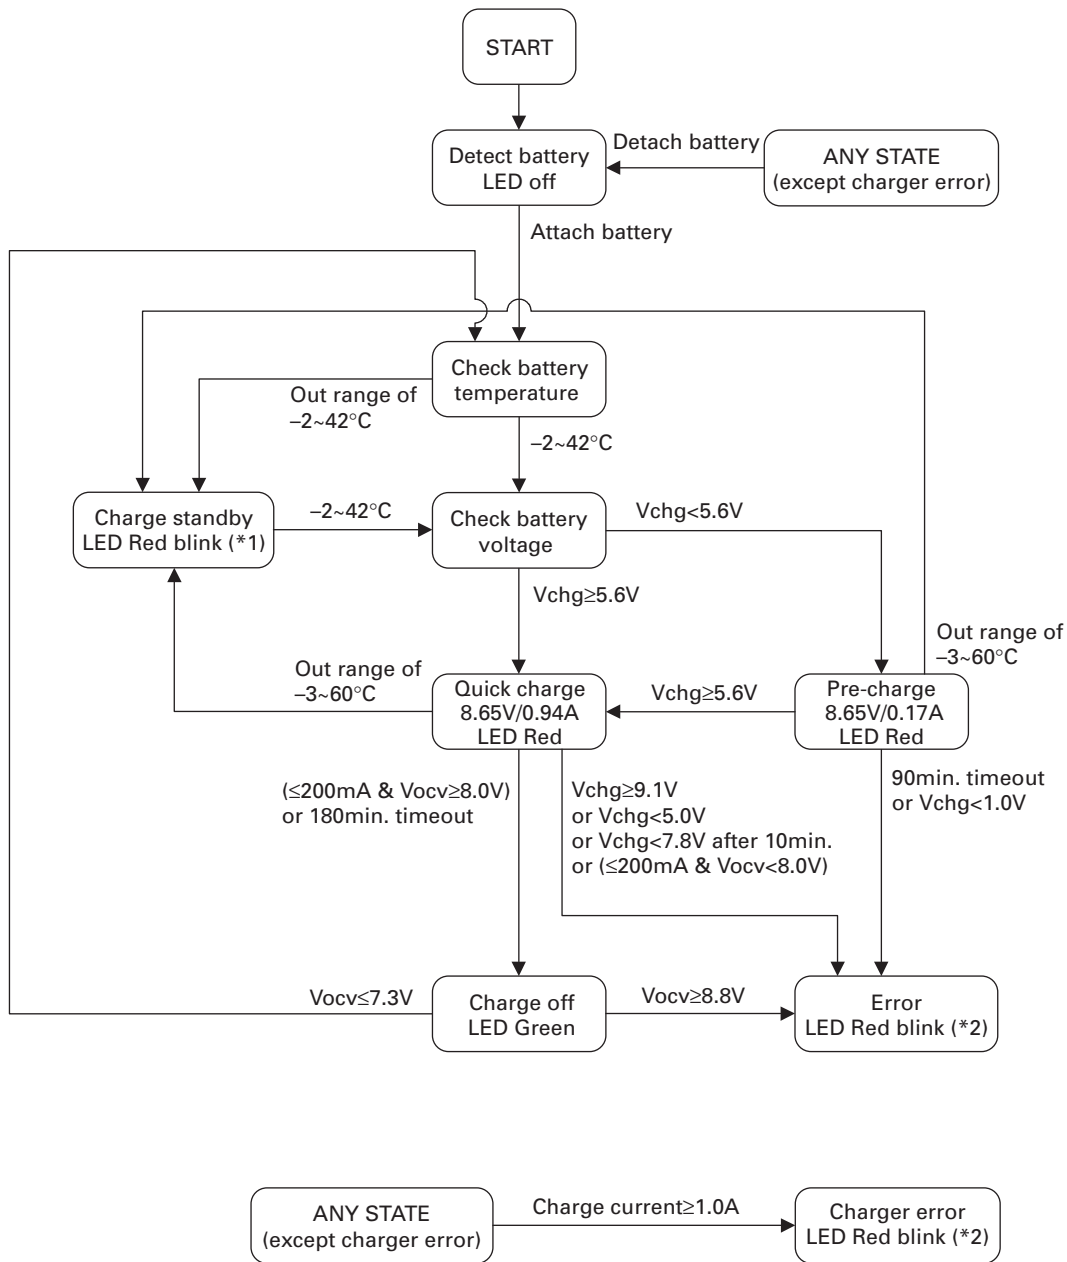 START
Detect battery
LED off
Detach battery
ANY STATE
(except charger error)
Attach battery
Check battery
temperature
Out range of
–2~42°C
–2~42°C
Charge standby
LED Red blink (*1)
–2~42°C
Check battery
voltage
Vchg<5.6V
Vchg≥5.6V
Out range of
–3~60°C
Out range of
–3~60°C
Quick charge
8.65V/0.94A
LED Red
Vchg≥5.6V
Pre-charge
8.65V/0.17A
LED Red
(≤200mA & Vocv≥8.0V)
or 180min. timeout
Vchg≥9.1V
or Vchg<5.0V
or Vchg<7.8V after 10min.
or (≤200mA & Vocv<8.0V)
90min. timeout
or Vchg<1.0V
Vocv≤7.3V
Charge off
LED Green
Vocv≥8.8V
Error
LED Red blink (*2)
ANY STATE
(except charger error)
Charge current≥1.0A
Charger error
LED Red blink (*2)